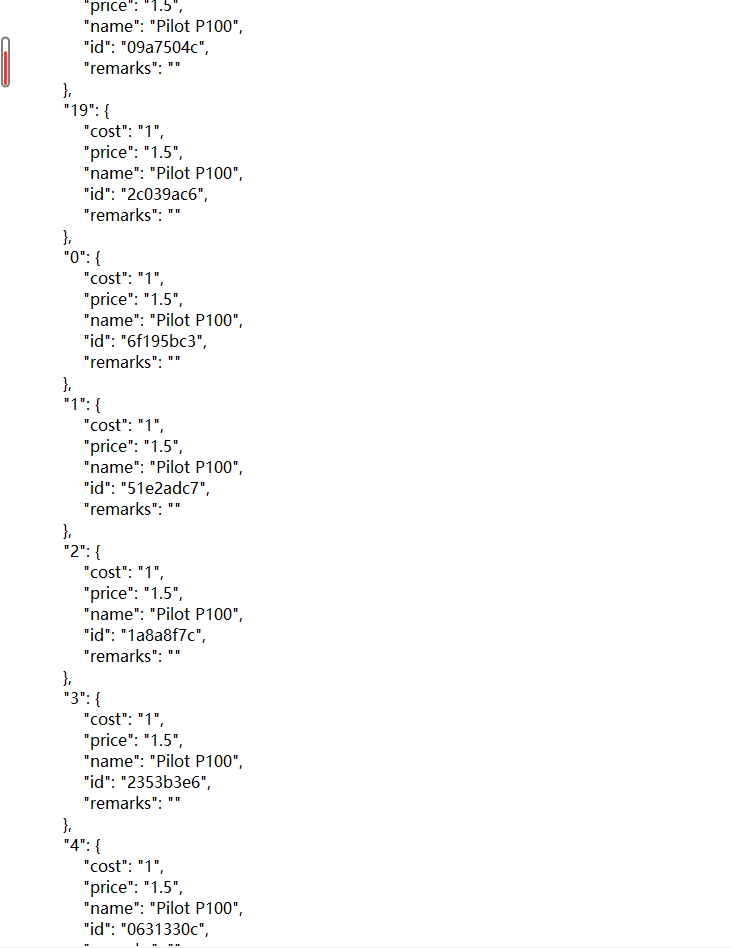 "price": "1.5",
"name": "Pilot P100",
"id": "09a7504c",
"remarks": ""
},
"19": {
"cost": "1",
"price": "1.5",
"name": "Pilot P100",
"id": "2c039ac6",
"remarks": ""
},
"0": {
"cost": "1",
"price": "1.5",
"name": "Pilot P100",
"id": "6f195bc3",
"remarks": ""
},
"1": {
"cost": "1",
"price": "1.5",
"name": "Pilot P100",
"id": "51e2adc7",
"remarks": ""
},
"2": {
"cost": "1",
"price": "1.5",
"name": "Pilot P100",
"id": "1a8a8f7c",
"remarks": ""
},
"3": {
"cost": "1",
"price": "1.5",
"name": "Pilot P100",
"id": "2353b3e6",
"remarks": ""
},
"4": {
"cost": "1",
"price": "1.5",
"name": "Pilot P100",
"id": "0631330c",